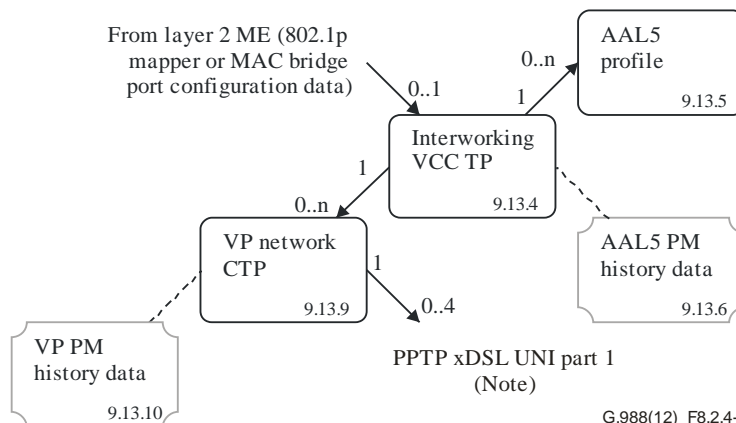 From layer 2 ME (802.1p
mapper or MAC bridge
port configuration data)
0..1
0..n
1
AAL5
profile
9.13.5
Interworking
VCC TP
9.13.4
1
0..n
VP network
CTP
9.13.9
1
0..4
AAL5 PM
history data
9.13.6
VP PM
history data
9.13.10
PPTP xDSL UNI part 1
(Note)
G.988(12)_F8.2.4-